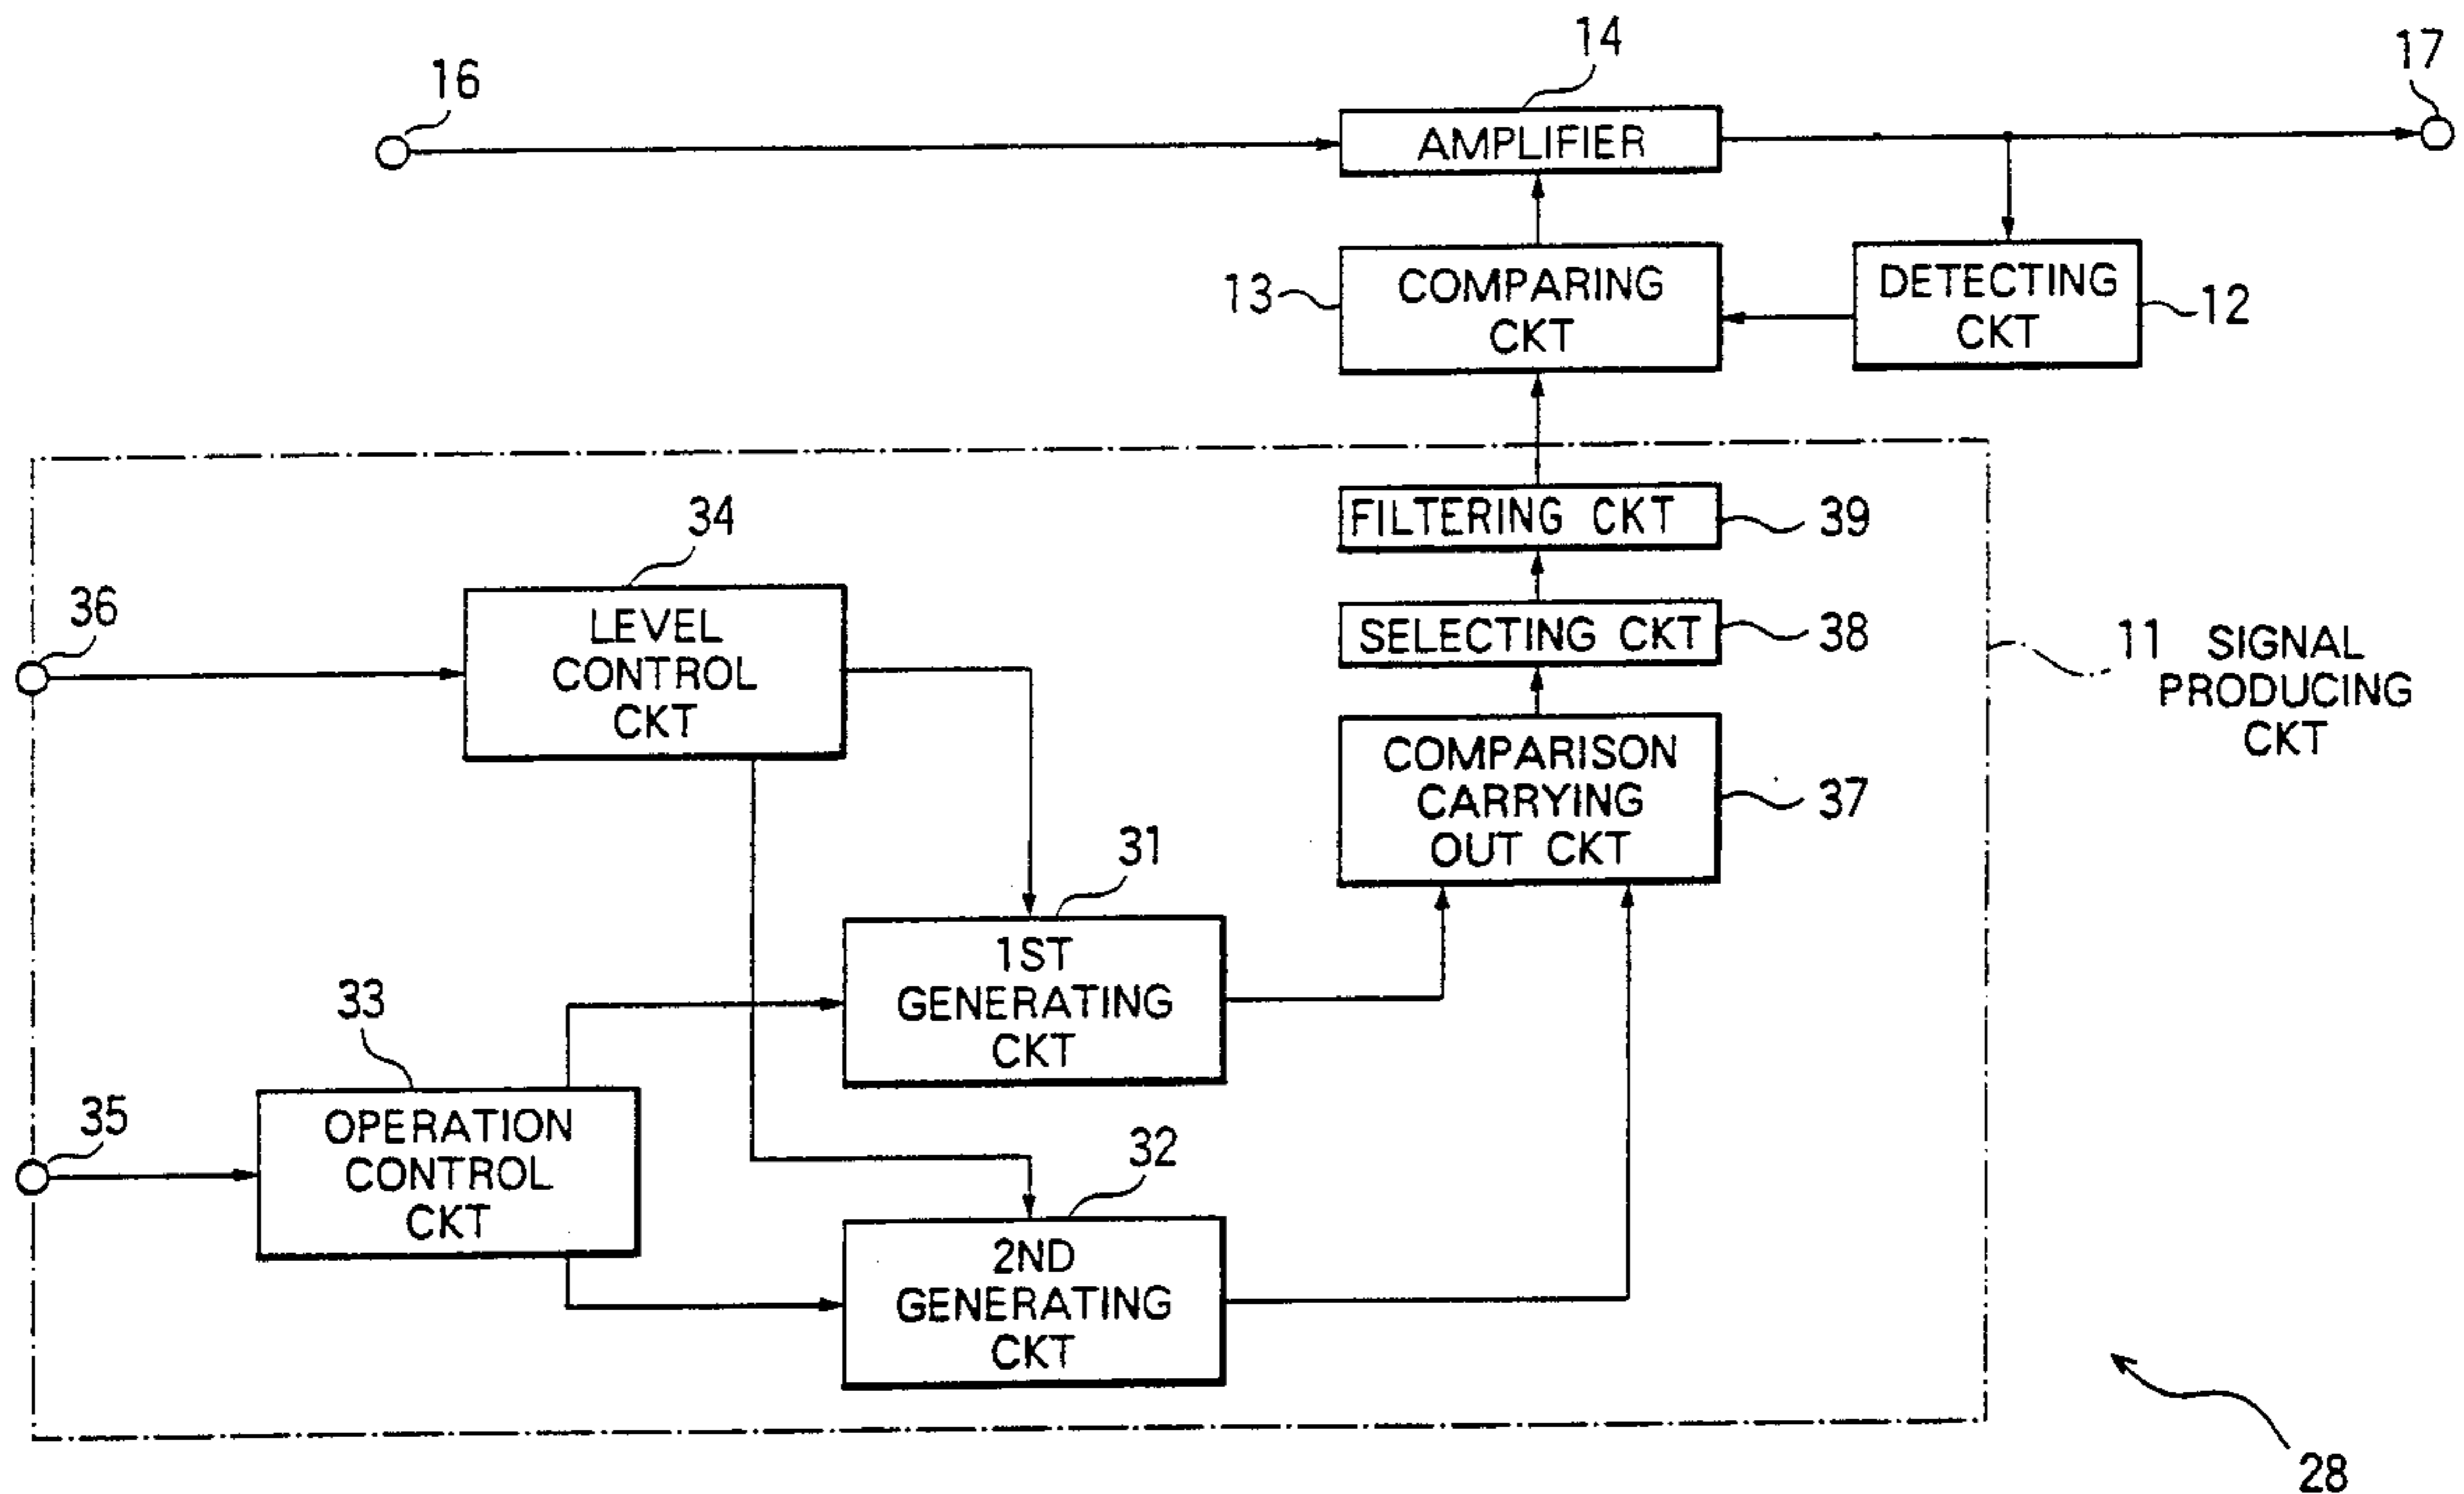 14
17
16
AMPLIFIER
13
COMPARING
CKT
DETECTING
CKT
12
34
FILTERING CKT
39
36
LEVEL
CONTROL
CKT
SELECTING CKT
38
11 SIGNAL
PRODUCING
CKT
COMPARISON
CARRYING
OUT CKT
37
31
1ST
GENERATING
CKT
33
35
OPERATION
CONTROL
CKT
32
2ND
GENERATING
CKT
28